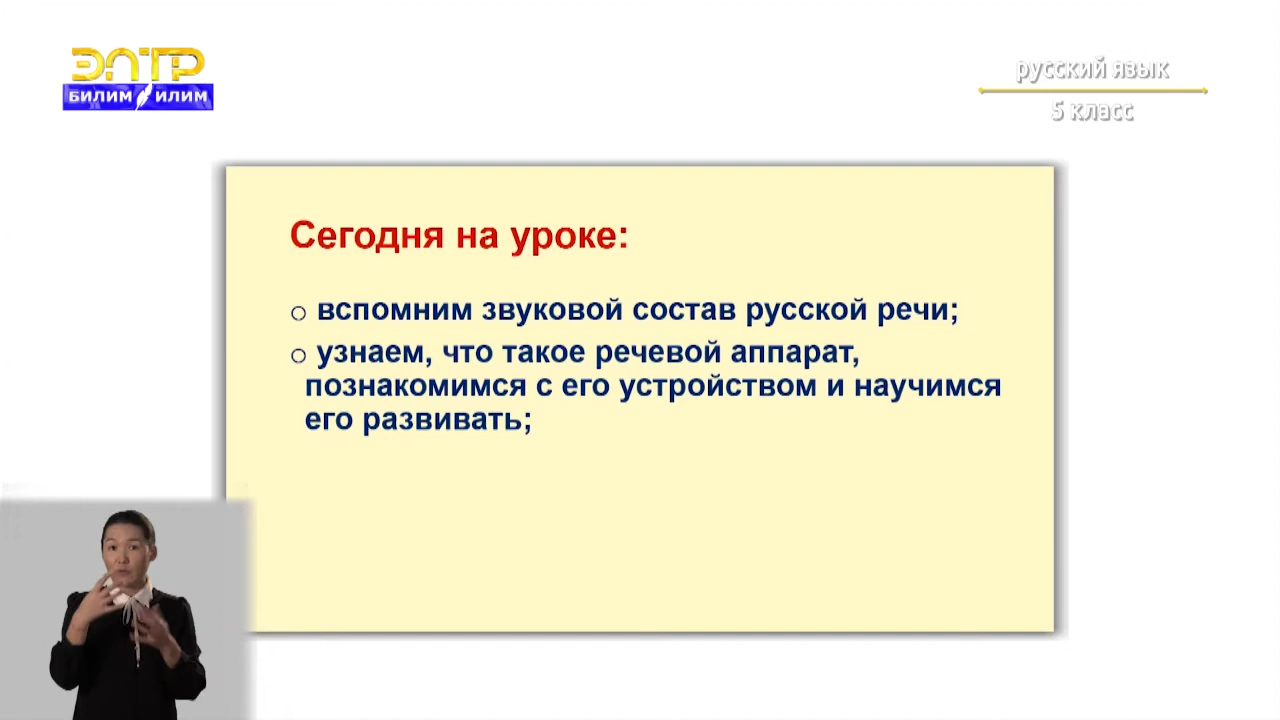 ЭЛТР
БИЛИМ ИЛИМ
русский язык
5 класс
Сегодня на уроке:
вспомним звуковой состав русской речи;
узнаем, что такое речевой аппарат,
познакомимся с его устройством и научимся
его развивать;